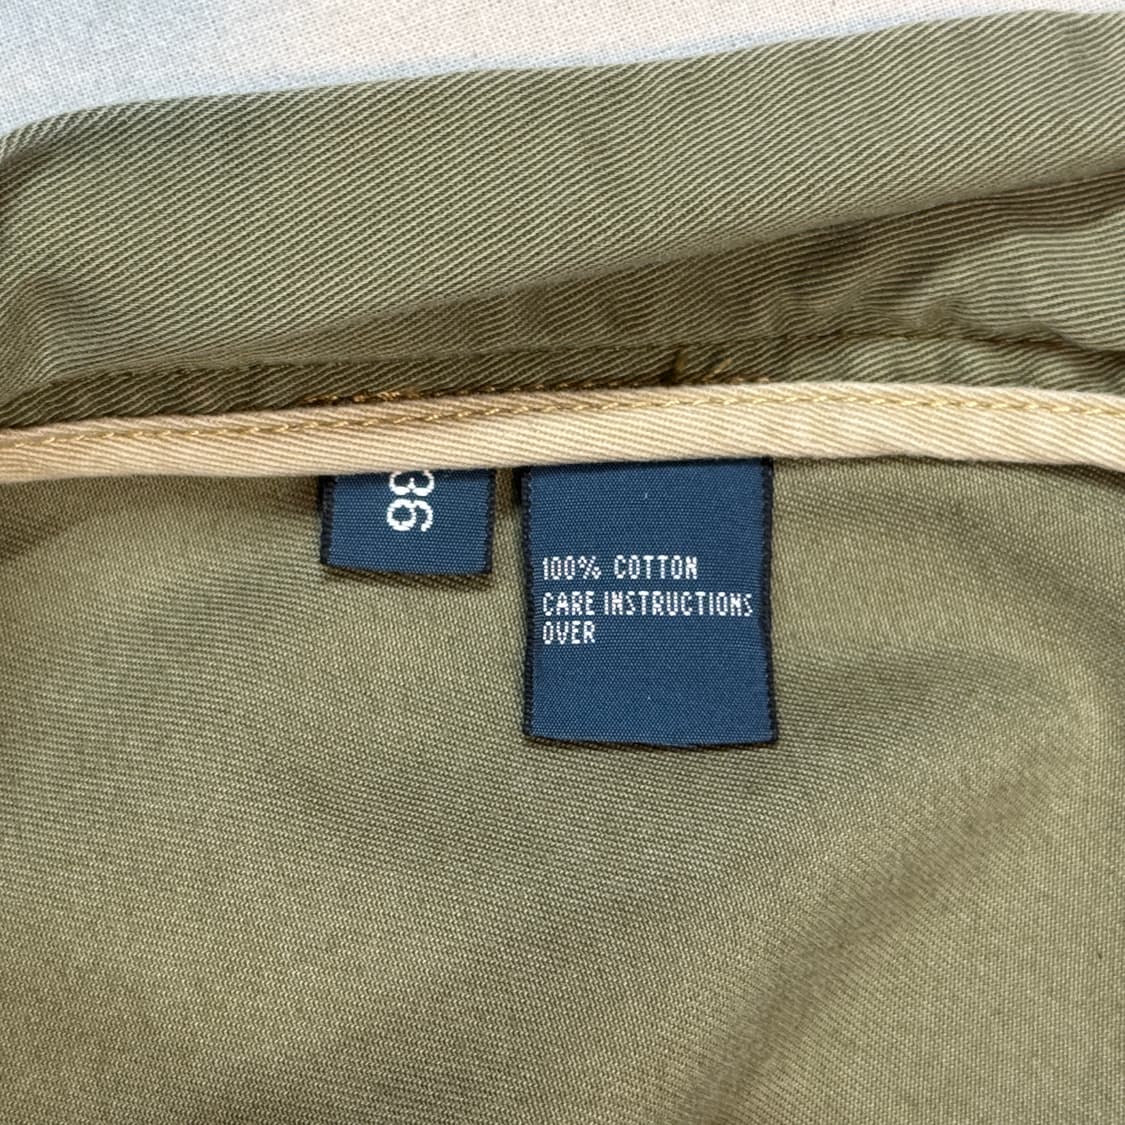 36
100% COTTON
CARE INSTRUCTIONS
OVER